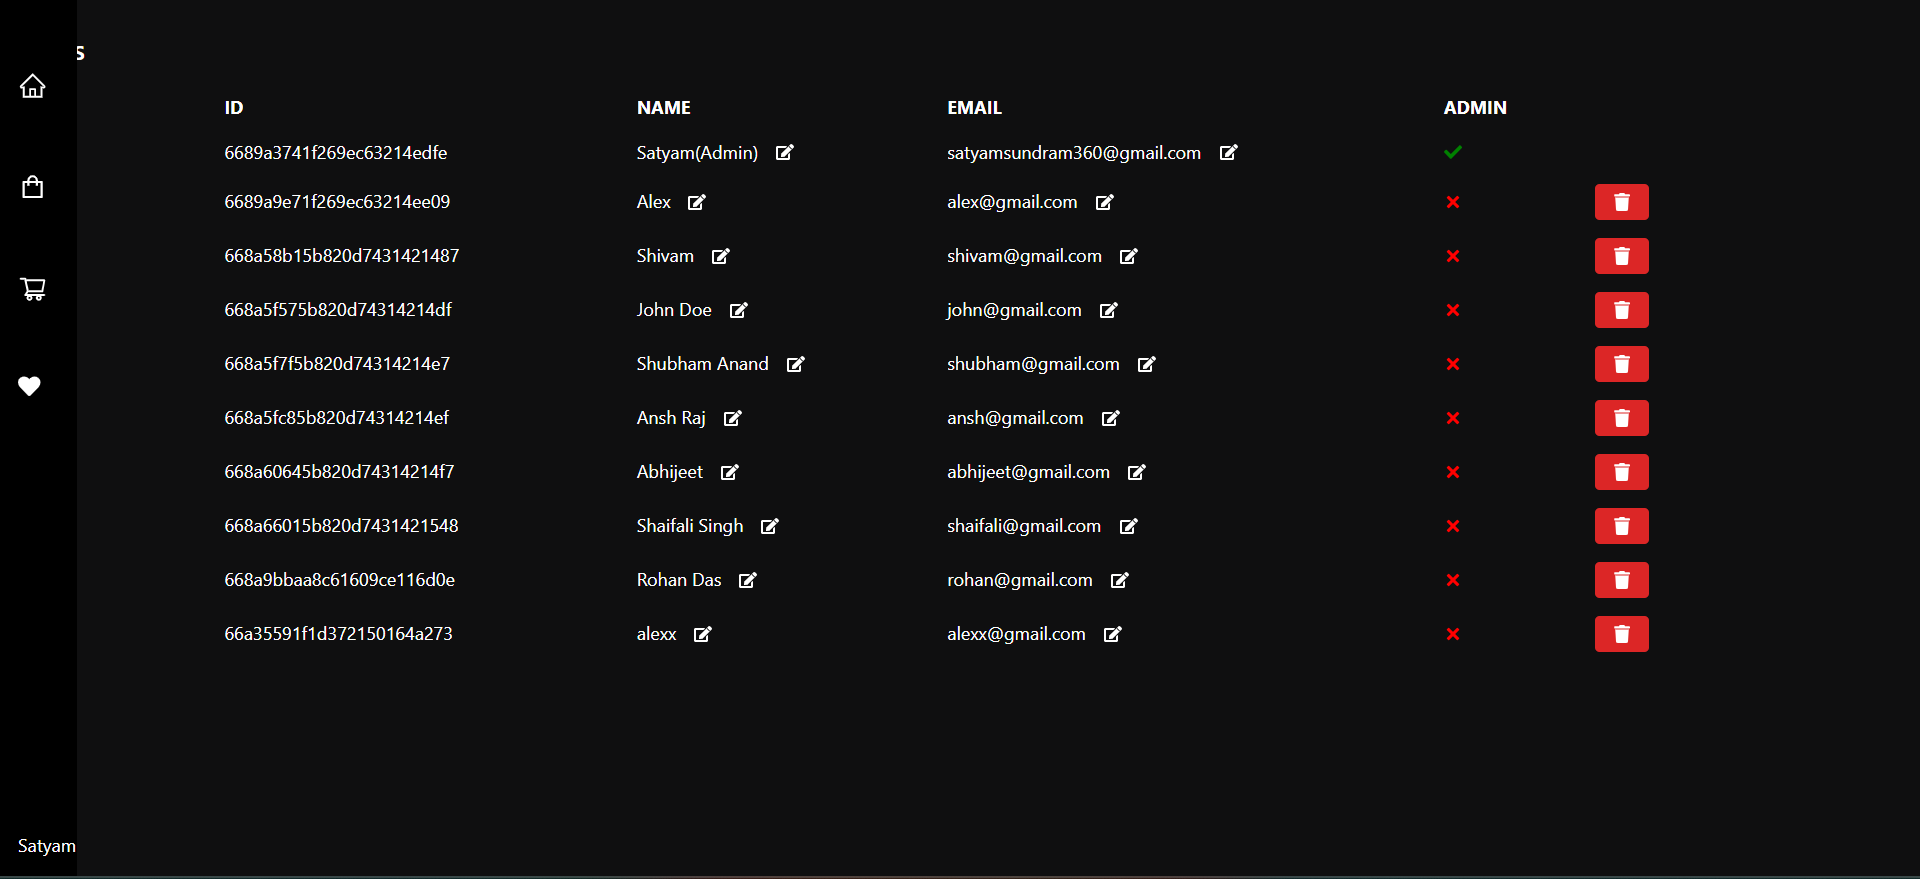 s
ID NAME EMAIL ADMIN
6689a3741f269ec63214edfe Satyam(Admin) satyamsundram360@gmail.com
6689a9e71f269ec63214ee09 Alex alex@gmail.com
668a58b15b820d7431421487 Shivam shivam@gmail.com
668a5f575b820d74314214df John Doe john@gmail.com
668a5f7f5b820d74314214e7 Shubham Anand shubham@gmail.com
668a5fc85b820d74314214ef Ansh Raj ansh@gmail.com
668a60645b820d74314214f7 Abhijeet abhijeet@gmail.com
668a66015b820d7431421548 Shaifali Singh shaifali@gmail.com
668a9bbaa8c61609ce116d0e Rohan Das rohan@gmail.com
66a35591f1d372150164a273 alexx alexx@gmail.com
Satyam